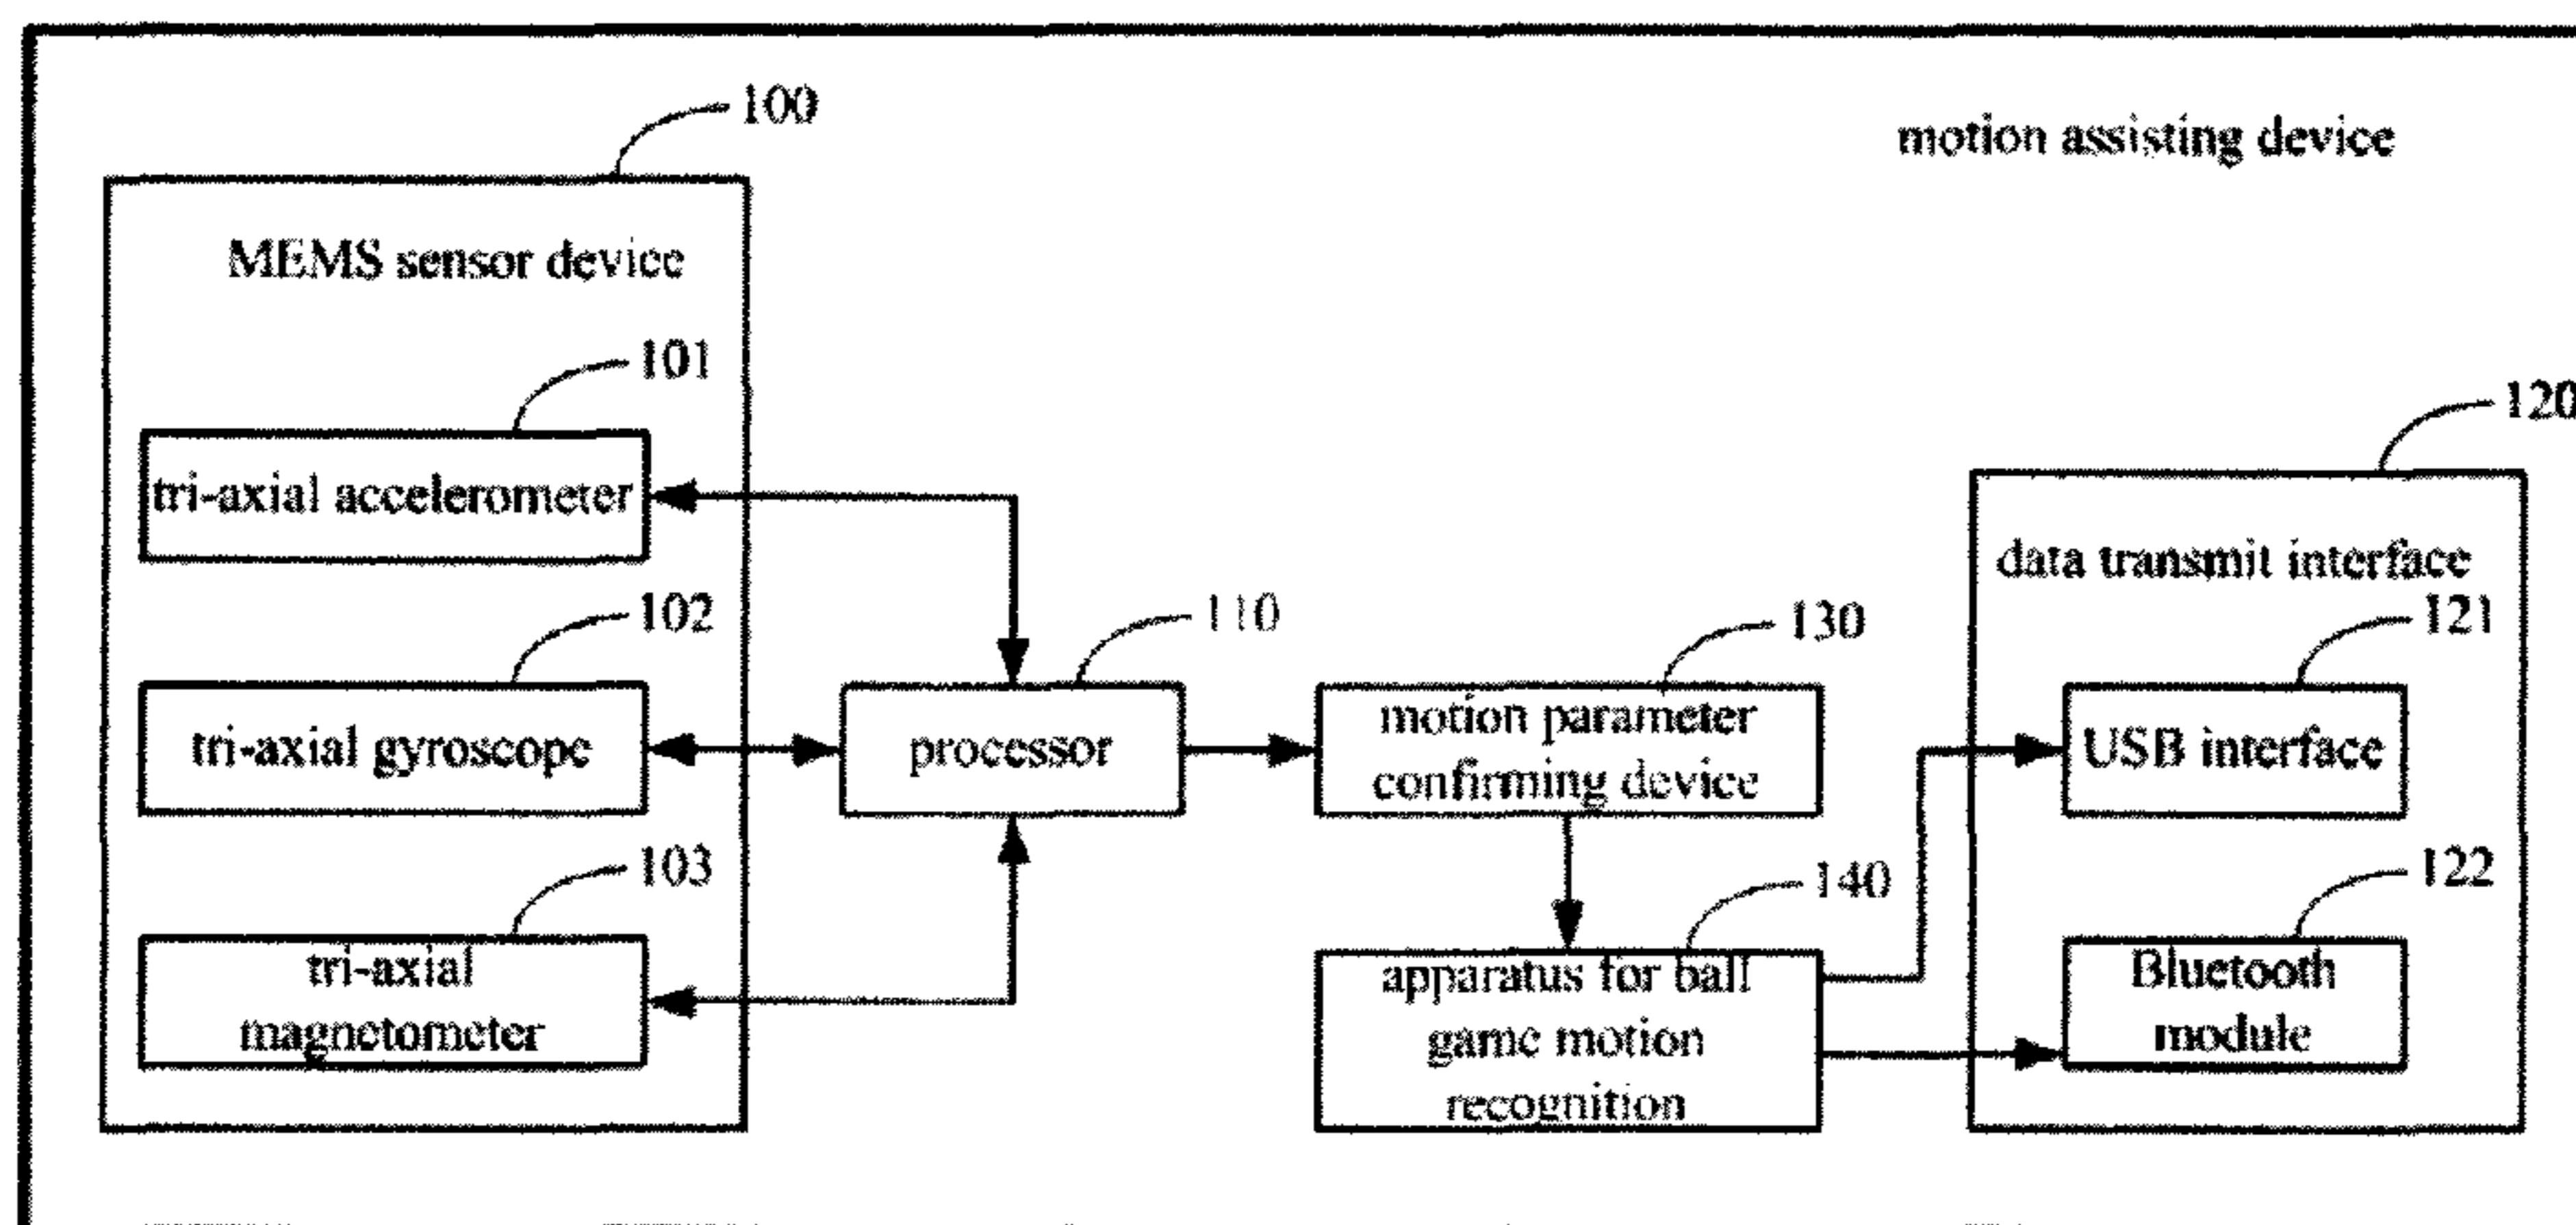 100
motion assisting device
MEMS sensor device
101
tri-axial accelerometer
120
data transmit interface
102
110
130
121
tri-axial gyroscope
processor
motion parameter
confirming device
USB interface
103
140
122
tri-axial
magnetometer
apparatus for ball
game motion
recognition
Bluetooth
module